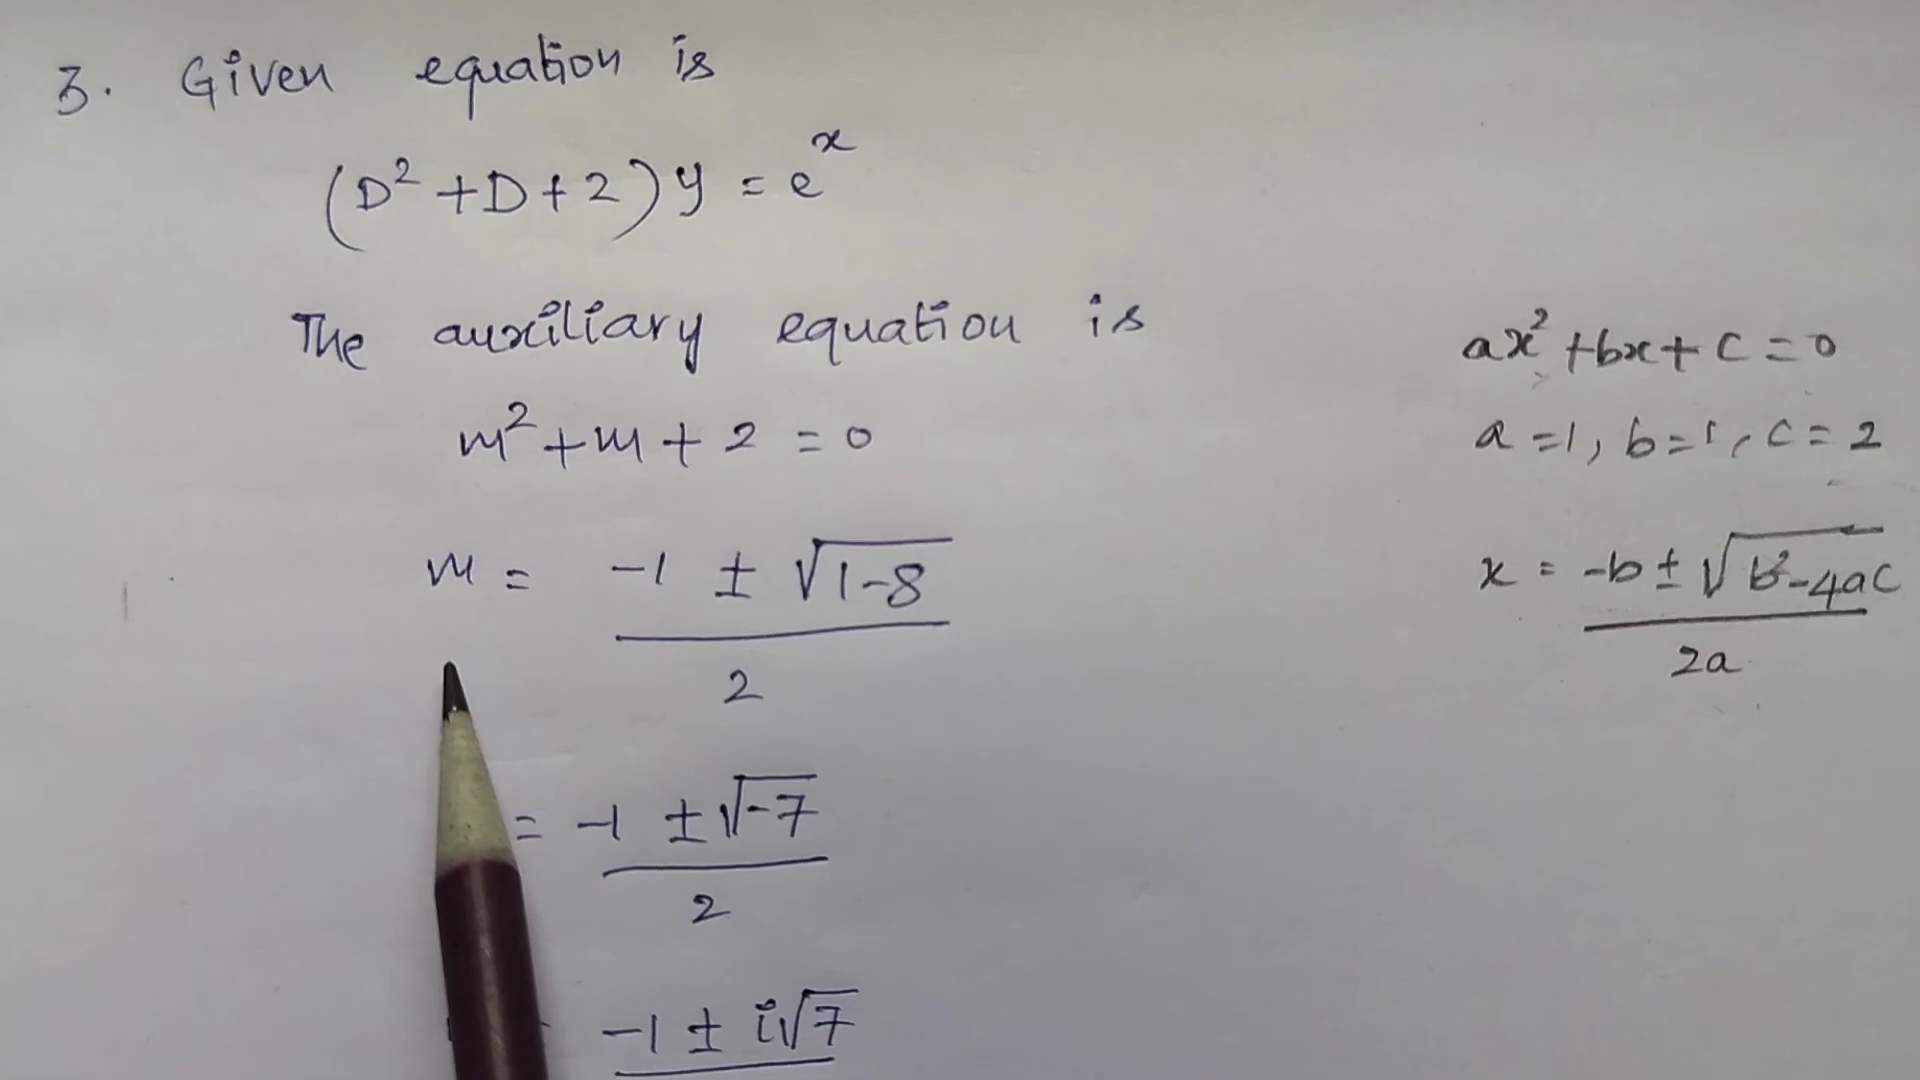 3. Given equation is
(D² + D + 2) y = e^x
The auxiliary equation is
m² + m + 2 = 0
m = (-1 ± √(1-8)) / 2
= (-1 ± √-7) / 2
-1 ± i√7
ax² + bx + c = 0
a = 1, b = 1, c = 2
x = (-b ± √(b²-4ac)) / 2a